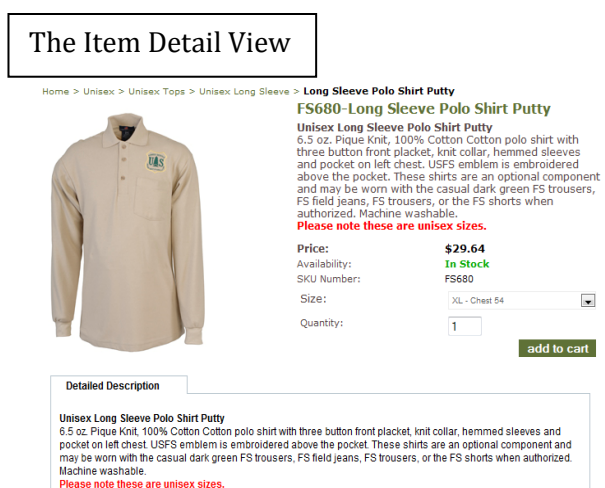 The Item Detail View
Home > Unisex > Unisex Tops > Unisex Long Sleeve > Long Sleeve Polo Shirt Putty
FS680-Long Sleeve Polo Shirt Putty
Unisex Long Sleeve Polo Shirt Putty
6.5 oz. Pique Knit, 100% Cotton Cotton polo shirt with
three button front placket, knit collar, hemmed sleeves
and pocket on left chest. USFS emblem is embroidered
above the pocket. These shirts are an optional component
and may be worn with the casual dark green FS trousers,
FS field jeans, FS trousers, or the FS shorts when
authorized. Machine washable.
Please note these are unisex sizes.
Price: $29.64
Availability: In Stock
SKU Number: FS680
Size: XL - Chest 54
Quantity: 1
add to cart
U S
Detailed Description
Unisex Long Sleeve Polo Shirt Putty
6.5 oz. Pique Knit, 100% Cotton Cotton polo shirt with three button front placket, knit collar, hemmed sleeves and
pocket on left chest. USFS emblem is embroidered above the pocket. These shirts are an optional component and
may be worn with the casual dark green FS trousers, FS field jeans, FS trousers, or the FS shorts when authorized.
Machine washable.
Please note these are unisex sizes.